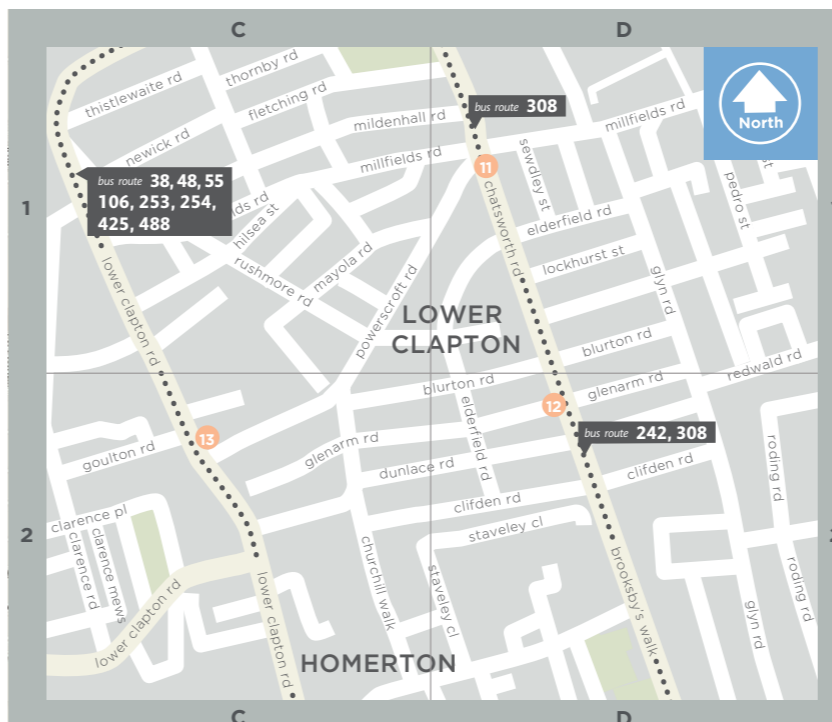 C
D
thornby rd
thistlewaite rd
fletching rd
mildenhall rd
bus route 308
millfields rd
North
newick rd
millfields rd
11
sewdley st
st
bus route 38, 48, 55
106, 253, 254,
425, 488
1
lds rd
hilsea st
pedro st
elderfield rd
chatsworth rd
lockhurst st
mayola rd
rushmore rd
lower clapton rd
powerscroft rd
glyn rd
LOWER
CLAPTON
blurton rd
redwald rd
blurton rd
glenarm rd
12
elderfield rd
13
bus route 242, 308
glenarm rd
goulton rd
dunlace rd
clifden rd
roding rd
clifden rd
clarence pl
staveley cl
2
clarence rd
clarence mews
churchill walk
staveley cl
brooksby's walk
roding rd
glyn rd
lower clapton rd
lower clapton rd
HOMERTON
C
D